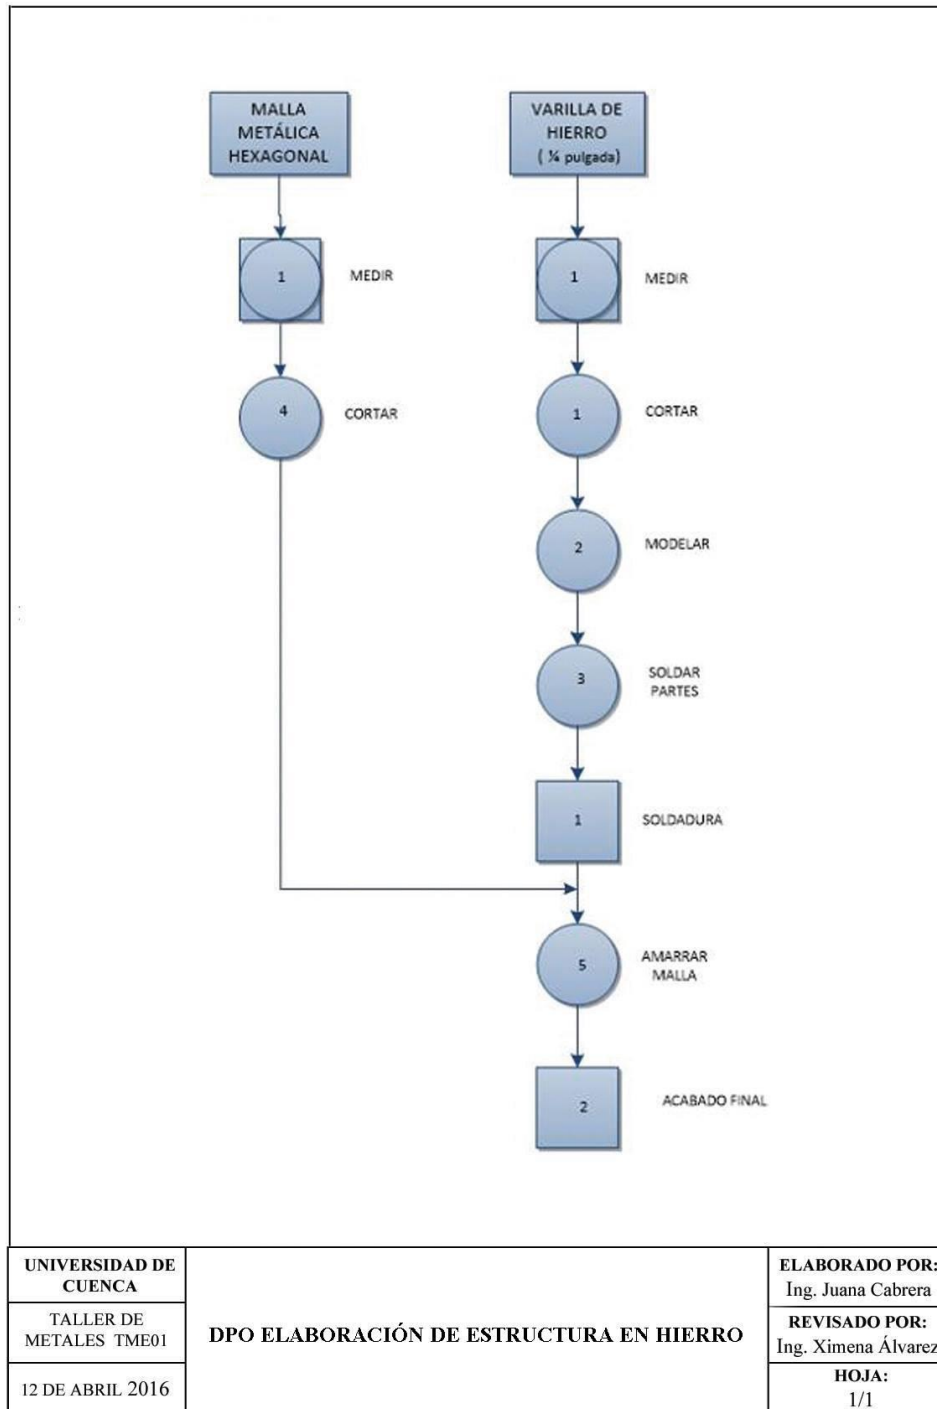 MALLA
METÁLICA
HEXAGONAL
VARILLA DE
HIERRO
( ¼ pulgada)
1
MEDIR
1
MEDIR
4
CORTAR
1
CORTAR
2
MODELAR
3
SOLDAR
PARTES
1
SOLDADURA
5
AMARRAR
MALLA
2
ACABADO FINAL
UNIVERSIDAD DE
CUENCA
TALLER DE
METALES TME01
12 DE ABRIL 2016
DPO ELABORACIÓN DE ESTRUCTURA EN HIERRO
ELABORADO POR:
Ing. Juana Cabrera
REVISADO POR:
Ing. Ximena Álvarez
HOJA:
1/1